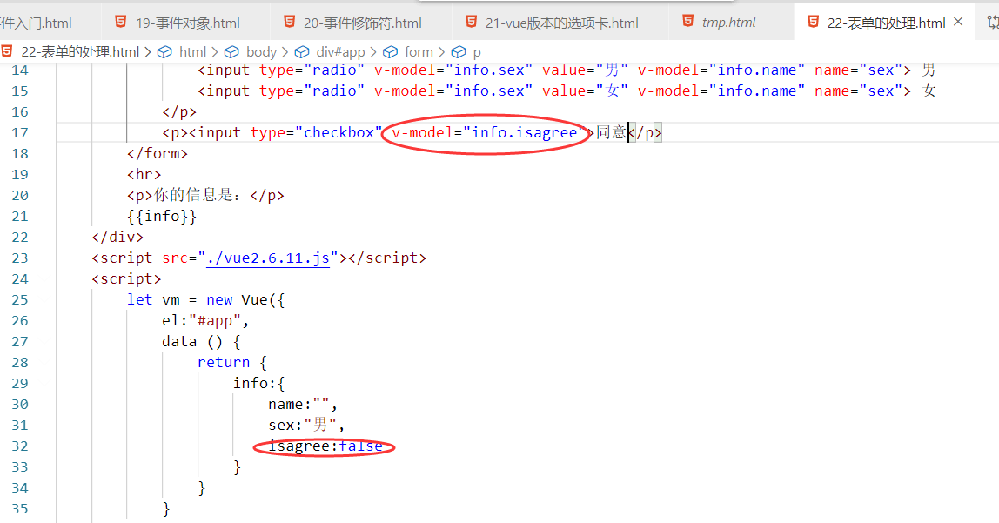 件入门.html 19-事件对象.html 20-事件修饰符.html 21-vue版本的选项卡.html tmp.html 22-表单的处理.html
22-表单的处理.html > html > body > div#app > form > p
14 <input type="radio" v-model="info.sex" value="男" v-model="info.name" name="sex"> 男
15 <input type="radio" v-model="info.sex" value="女" v-model="info.name" name="sex"> 女
16 </p>
17 <p><input type="checkbox" v-model="info.isagree">同意</p>
18 </form>
19 <hr>
20 <p>你的信息是：</p>
21 {{info}}
22 </div>
23 <script src="./vue2.6.11.js"></script>
24 <script>
25 let vm = new Vue({
26 el:"#app",
27 data () {
28 return {
29 info:{
30 name:"",
31 sex:"男",
32 isagree:false
33 }
34 }
35 }